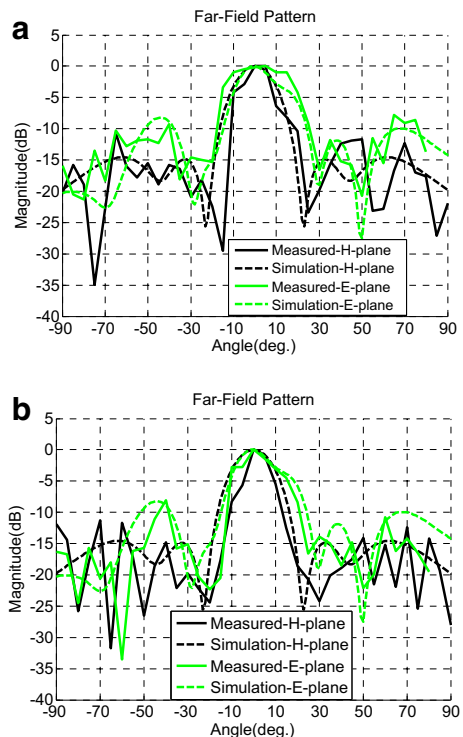 a
Far-Field Pattern
5
0
-5
-10
-15
-20
-25
-30
-35
-40
Magnitude(dB)
Measured-H-plane
Simulation-H-plane
Measured-E-plane
Simulation-E-plane
-90 -70 -50 -30 -10 10 30 50 70 90
Angle(deg.)
b
Far-Field Pattern
5
0
-5
-10
-15
-20
-25
-30
-35
-40
Magnitude(dB)
Measured-H-plane
Simulation-H-plane
Measured-E-plane
Simulation-E-plane
-90 -70 -50 -30 -10 10 30 50 70 90
Angle(deg.)